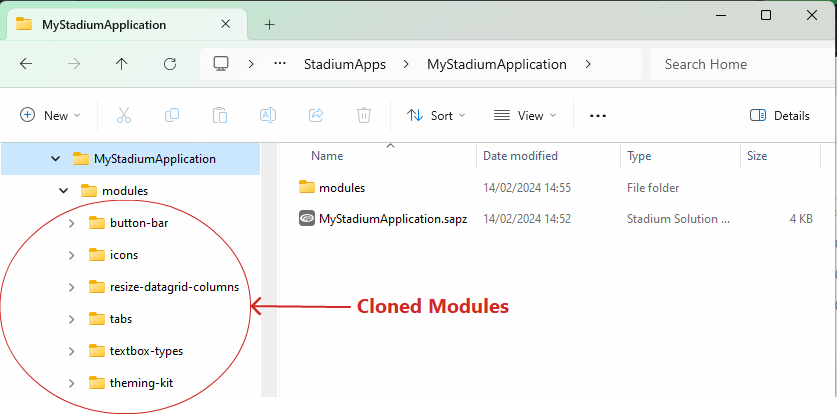 MyStadiumApplication
··· StadiumApps MyStadiumApplication Search Home
New Sort View ··· Details
MyStadiumApplication
modules
button-bar
icons
resize-datagrid-columns
tabs
textbox-types
theming-kit
Name Date modified Type Size
modules 14/02/2024 14:55 File folder
MyStadiumApplication.sapz 14/02/2024 14:52 Stadium Solution ... 4 KB
Cloned Modules